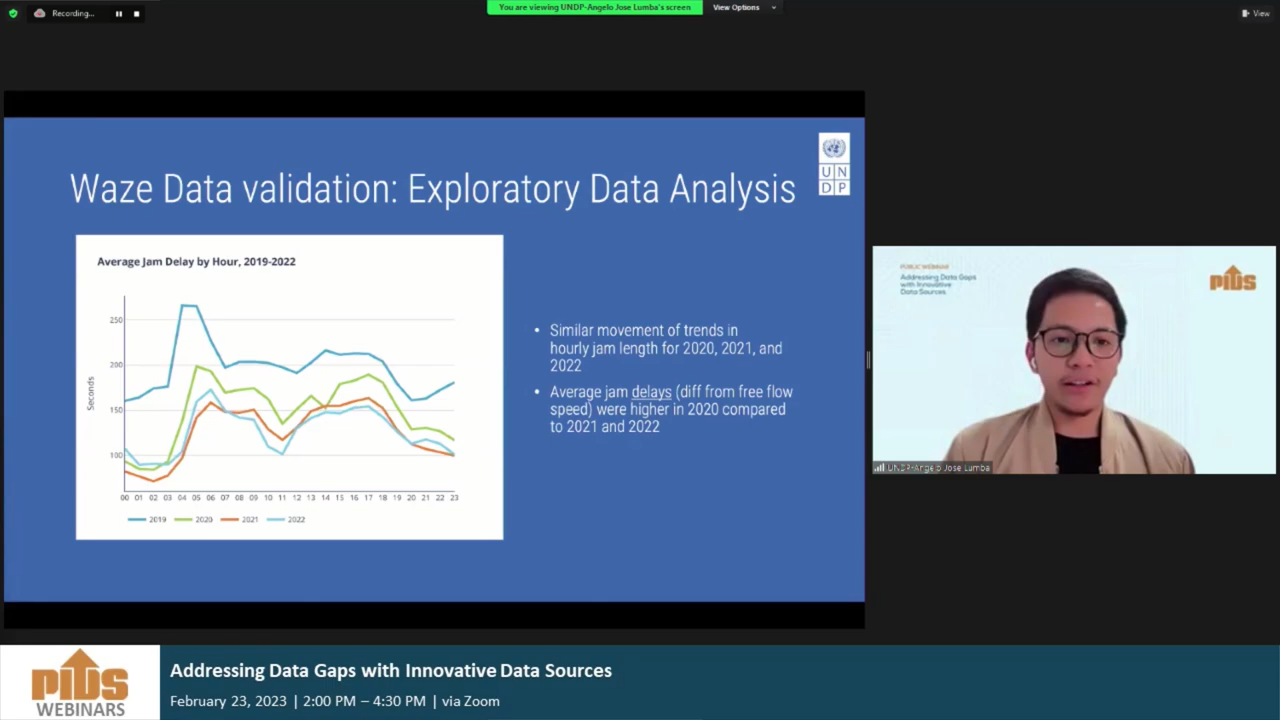 Recording...
You are viewing UNDP-Angelo Jose Lumba's screen
View Options
View
Waze Data validation: Exploratory Data Analysis
U N
D P
Average Jam Delay by Hour, 2019-2022
Seconds
250
200
150
100
00 01 02 03 04 05 06 07 08 09 10 11 12 13 14 15 16 17 18 19 20 21 22 23
2019 2020 2021 2022
• Similar movement of trends in
hourly jam length for 2020, 2021, and
2022
• Average jam delays (diff from free flow
speed) were higher in 2020 compared
to 2021 and 2022
PUBLIC WEBINAR
Addressing Data Gaps
with Innovative
Data Sources
PIDS
UNDP-Angelo Jose Lumba
PIDS
WEBINARS
Addressing Data Gaps with Innovative Data Sources
February 23, 2023 | 2:00 PM – 4:30 PM | via Zoom